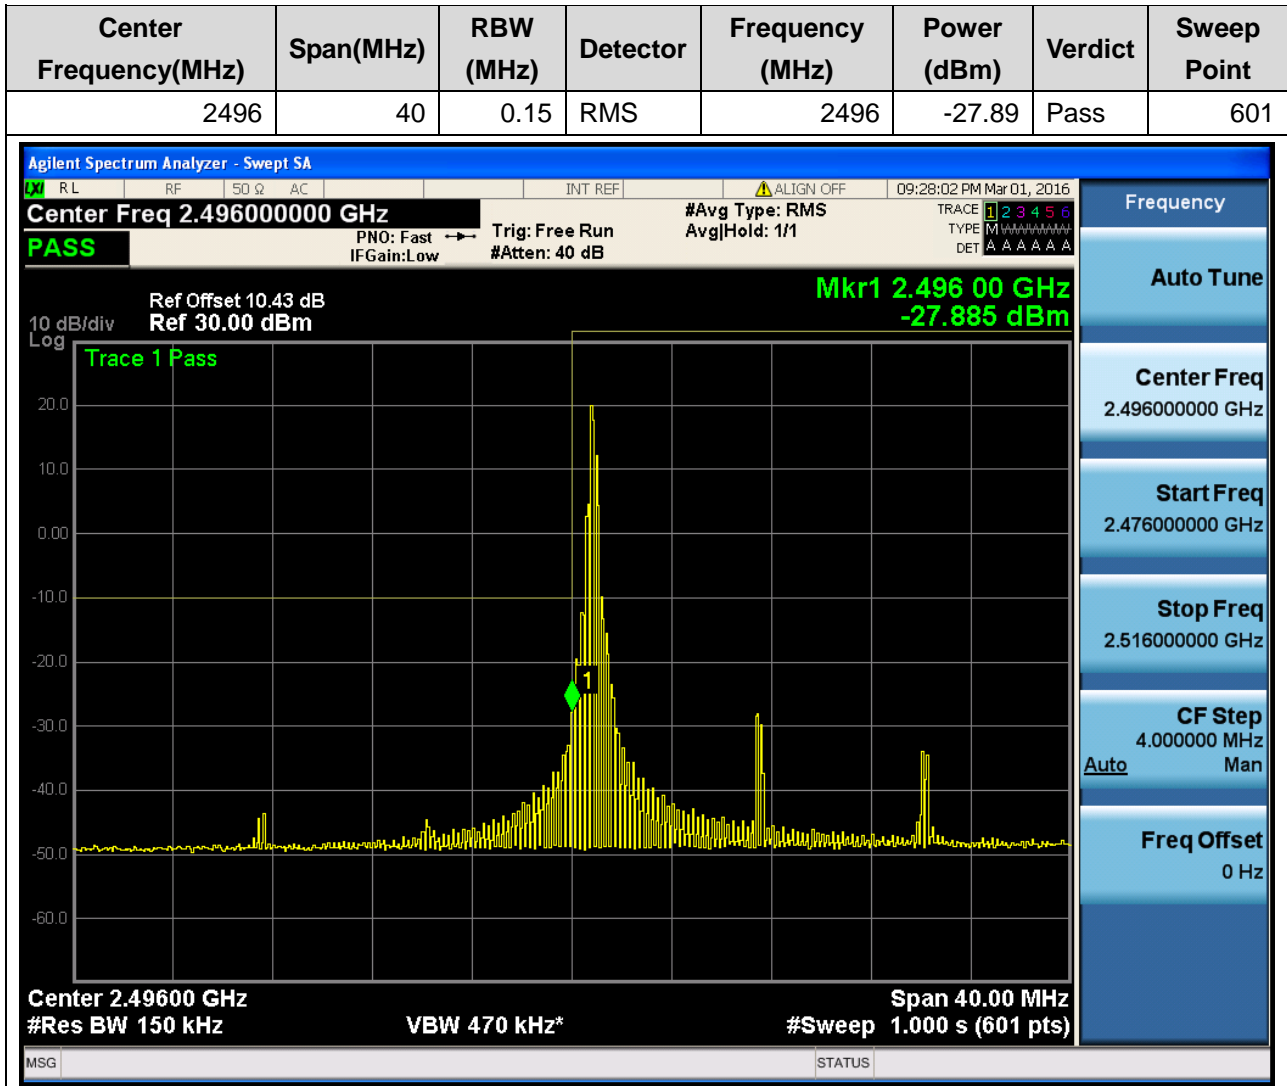 Center Frequency(MHz) Span(MHz) RBW (MHz) Detector Frequency (MHz) Power (dBm) Verdict Sweep Point
2496 40 0.15 RMS 2496 -27.89 Pass 601
Agilent Spectrum Analyzer - Swept SA
LXI RL RF 50 Ω AC INT REF ALIGN OFF 09:28:02 PM Mar 01, 2016
Center Freq 2.496000000 GHz
PASS
PNO: Fast
IFGain:Low
Trig: Free Run
#Atten: 40 dB
#Avg Type: RMS
Avg|Hold: 1/1
TRACE 1 2 3 4 5 6
TYPE M WWWWW
DET A A A A A A
Mkr1 2.496 00 GHz
-27.885 dBm
Ref Offset 10.43 dB
10 dB/div Ref 30.00 dBm
Log
Trace 1 Pass
20.0
10.0
0.00
-10.0
-20.0
1
-30.0
-40.0
-50.0
-60.0
Center 2.49600 GHz Span 40.00 MHz
#Res BW 150 kHz VBW 470 kHz* #Sweep 1.000 s (601 pts)
MSG STATUS
Frequency
Auto Tune
Center Freq
2.496000000 GHz
Start Freq
2.476000000 GHz
Stop Freq
2.516000000 GHz
CF Step
4.000000 MHz
Auto Man
Freq Offset
0 Hz